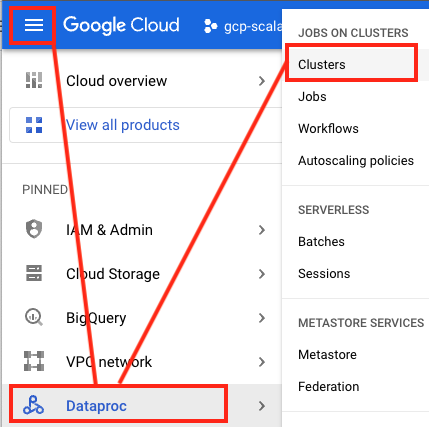 Google Cloud
gcp-scala
Cloud overview
View all products
PINNED
IAM & Admin
Cloud Storage
BigQuery
VPC network
Dataproc
JOBS ON CLUSTERS
Clusters
Jobs
Workflows
Autoscaling policies
SERVERLESS
Batches
Sessions
METASTORE SERVICES
Metastore
Federation